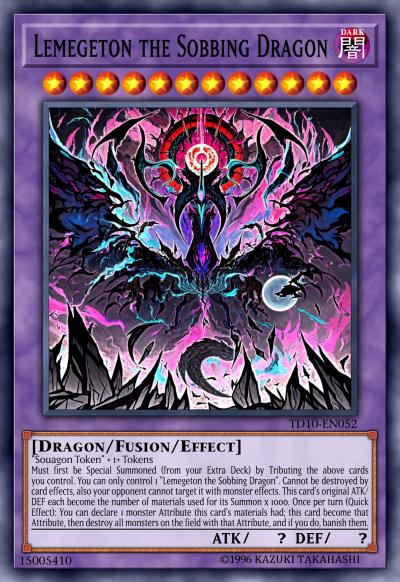 LEMEGETON THE SOBBING DRAGON
DARK
闇
TD10-EN052
[DRAGON/FUSION/EFFECT]
"Souagon Token" + 1+ Tokens
Must first be Special Summoned (from your Extra Deck) by Tributing the above cards
you control. You can only control 1 "Lemegeton the Sobbing Dragon". Cannot be destroyed by
card effects, also your opponent cannot target it with monster effects. This card's original ATK/
DEF each become the number of materials used for its Summon x 1000. Once per turn (Quick
Effect): You can declare 1 monster Attribute this card's materials had; this card become that
Attribute, then destroy all monsters on the field with that Attribute, and if you do, banish them.
ATK/ ? DEF/ ?
15005410 ©1996 KAZUKI TAKAHASHI